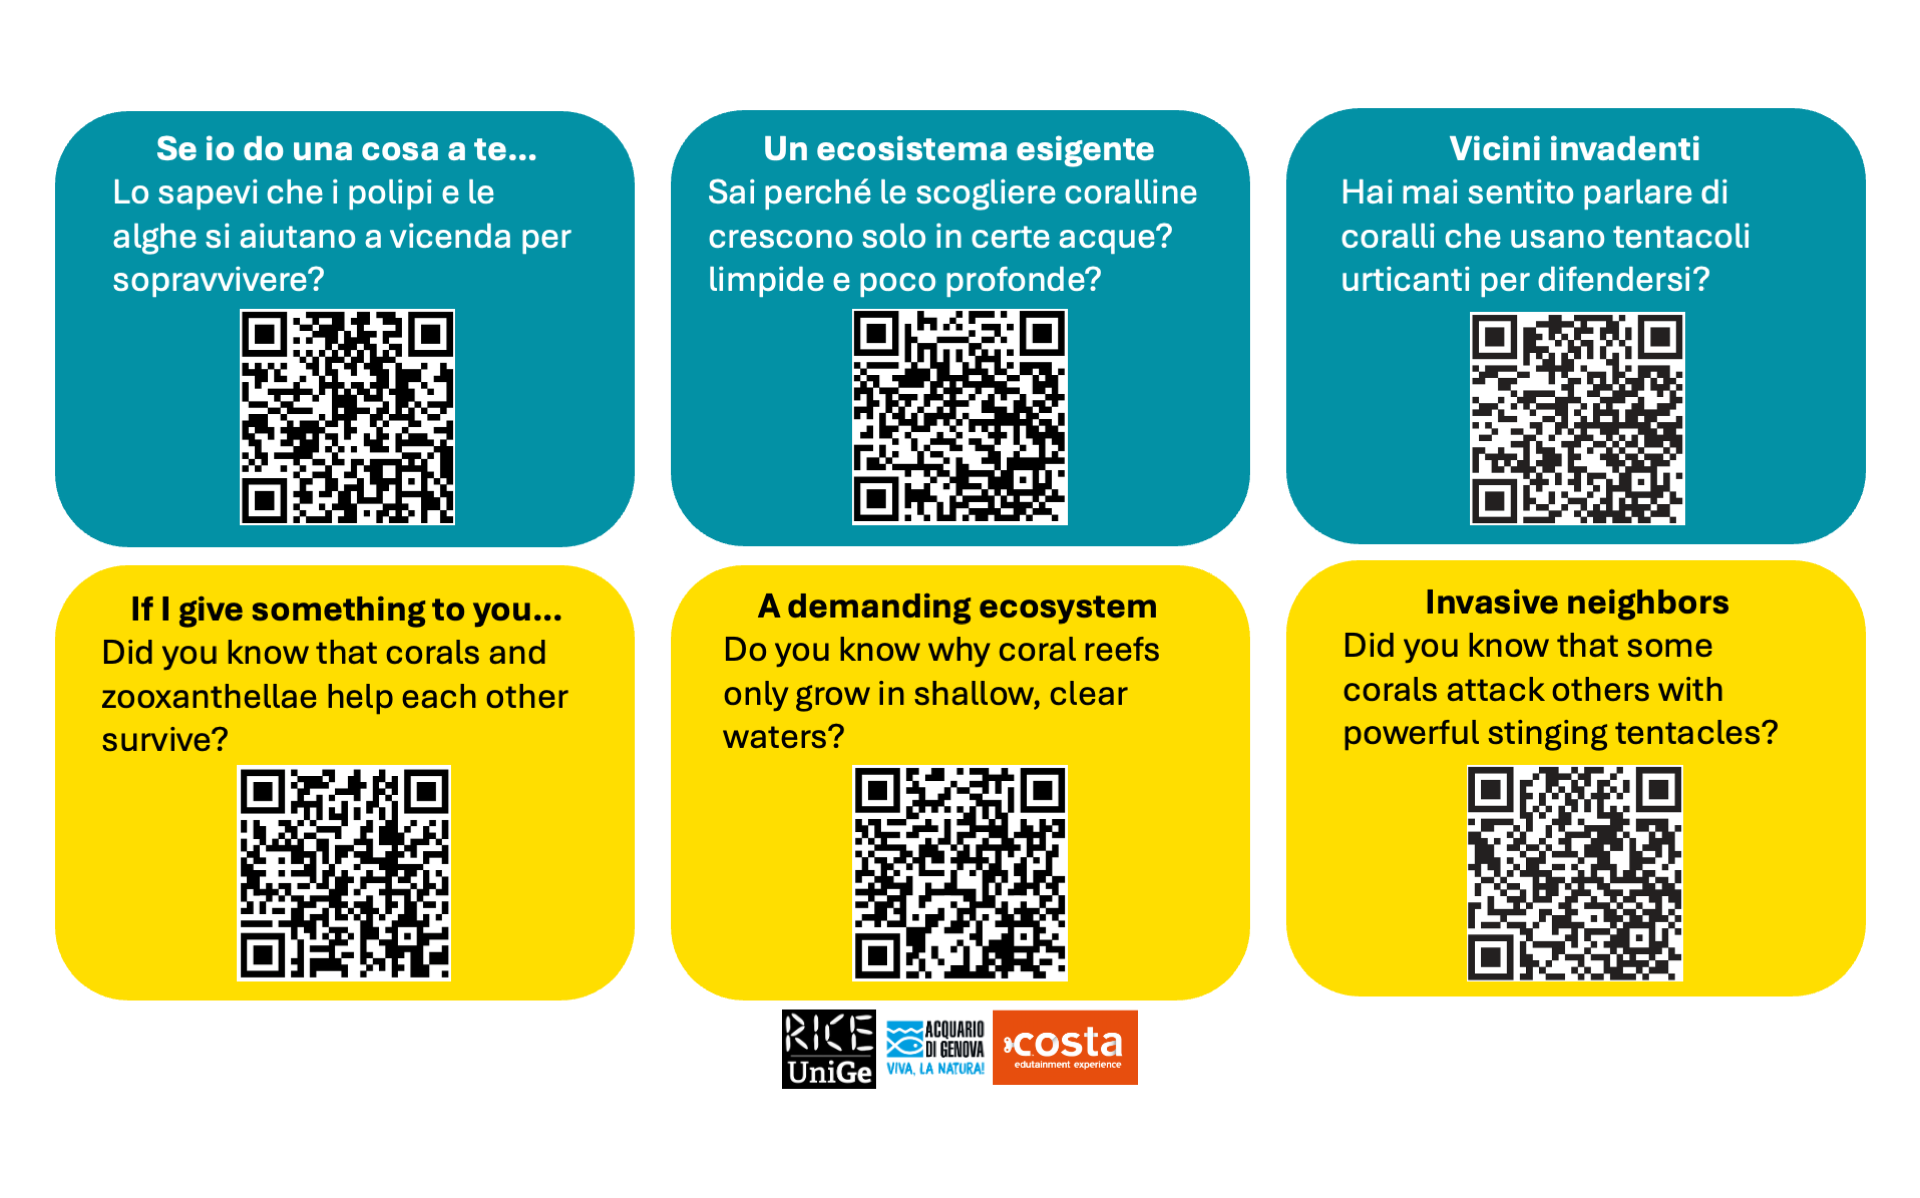 Se io do una cosa a te...
Lo sapevi che i polipi e le
alghe si aiutano a vicenda per
sopravvivere?
Un ecosistema esigente
Sai perché le scogliere coralline
crescono solo in certe acque?
limpide e poco profonde?
Vicini invadenti
Hai mai sentito parlare di
coralli che usano tentacoli
urticanti per difendersi?
If I give something to you...
Did you know that corals and
zooxanthellae help each other
survive?
A demanding ecosystem
Do you know why coral reefs
only grow in shallow, clear
waters?
Invasive neighbors
Did you know that some
corals attack others with
powerful stinging tentacles?
RICE
UniGe
ACQUARIO
DI GENOVA
VIVA, LA NATURA!
costa
edutainment experience